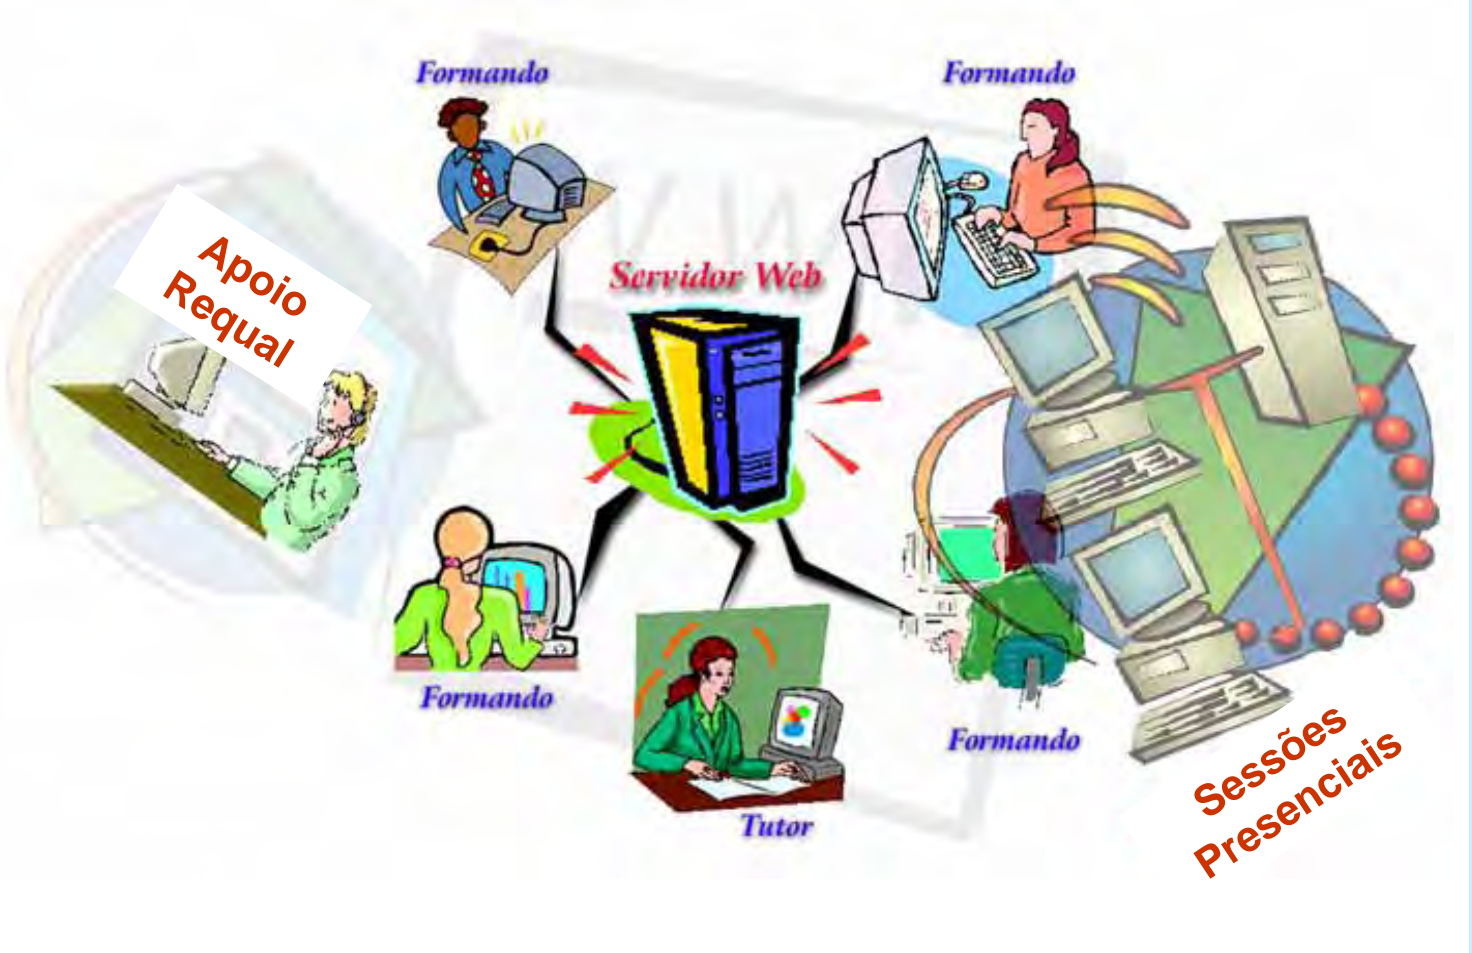 Formando
Formando
Apoio
Requal
Servidor Web
Formando
Formando
Tutor
Sessões
Presenciais